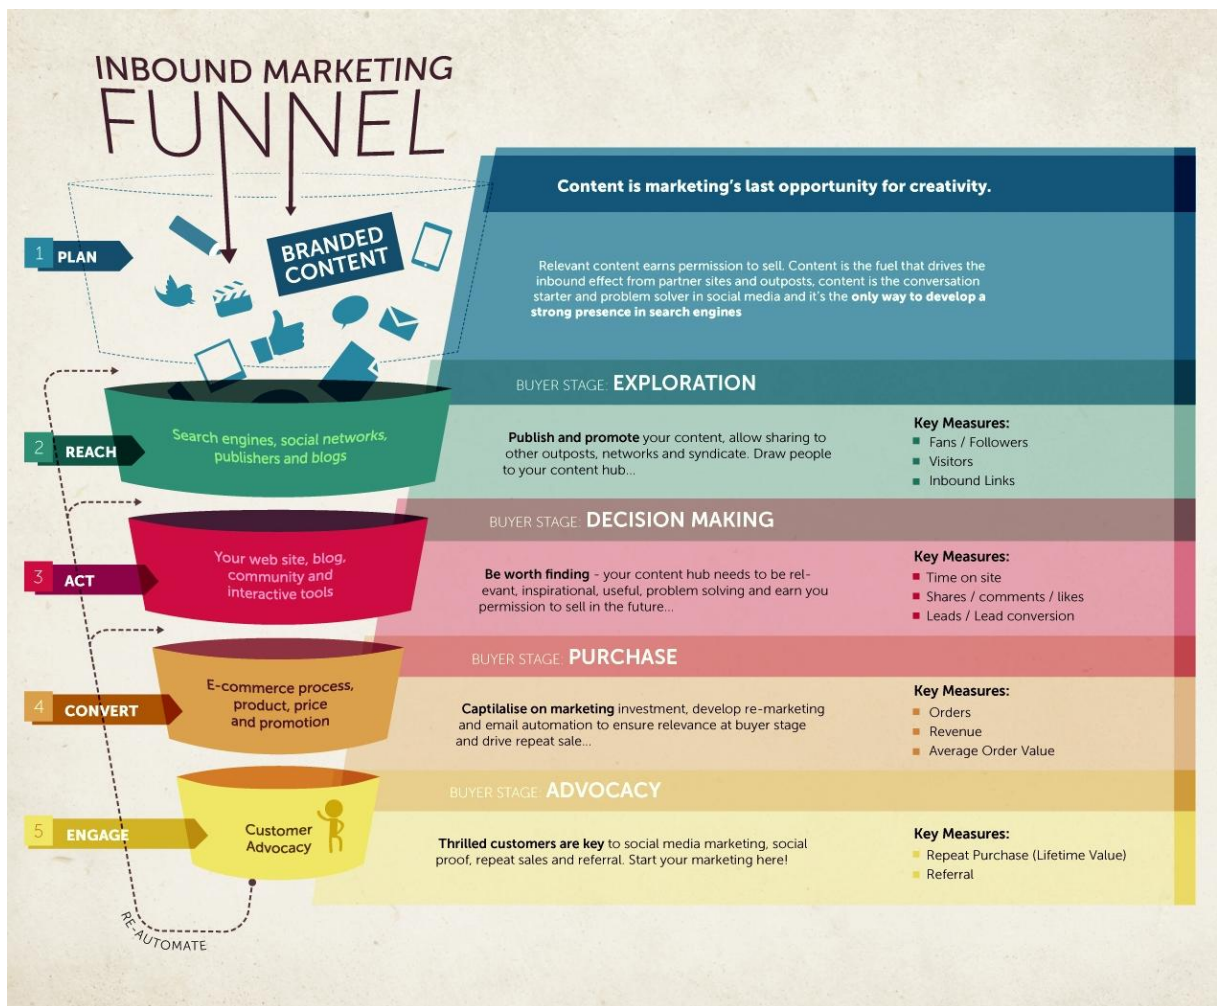 INBOUND MARKETING
FUNNEL
Content is marketing's last opportunity for creativity.
1 PLAN
BRANDED
CONTENT
Relevant content earns permission to sell. Content is the fuel that drives the
inbound effect from partner sites and outposts, content is the conversation
starter and problem solver in social media and it's the only way to develop a
strong presence in search engines
BUYER STAGE: EXPLORATION
2 REACH
Search engines, social networks,
publishers and blogs
Publish and promote your content, allow sharing to
other outposts, networks and syndicate. Draw people
to your content hub...
Key Measures:
Fans / Followers
Visitors
Inbound Links
BUYER STAGE: DECISION MAKING
3 ACT
Your web site, blog,
community and
interactive tools
Be worth finding - your content hub needs to be rel-
evant, inspirational, useful, problem solving and earn you
permission to sell in the future...
Key Measures:
Time on site
Shares / comments / likes
Leads / Lead conversion
BUYER STAGE: PURCHASE
4 CONVERT
E-commerce process,
product, price
and promotion
Captilalise on marketing investment, develop re-marketing
and email automation to ensure relevance at buyer stage
and drive repeat sale...
Key Measures:
Orders
Revenue
Average Order Value
BUYER STAGE: ADVOCACY
5 ENGAGE
Customer
Advocacy
Thrilled customers are key to social media marketing, social
proof, repeat sales and referral. Start your marketing here!
Key Measures:
Repeat Purchase (Lifetime Value)
Referral
RE-AUTOMATE